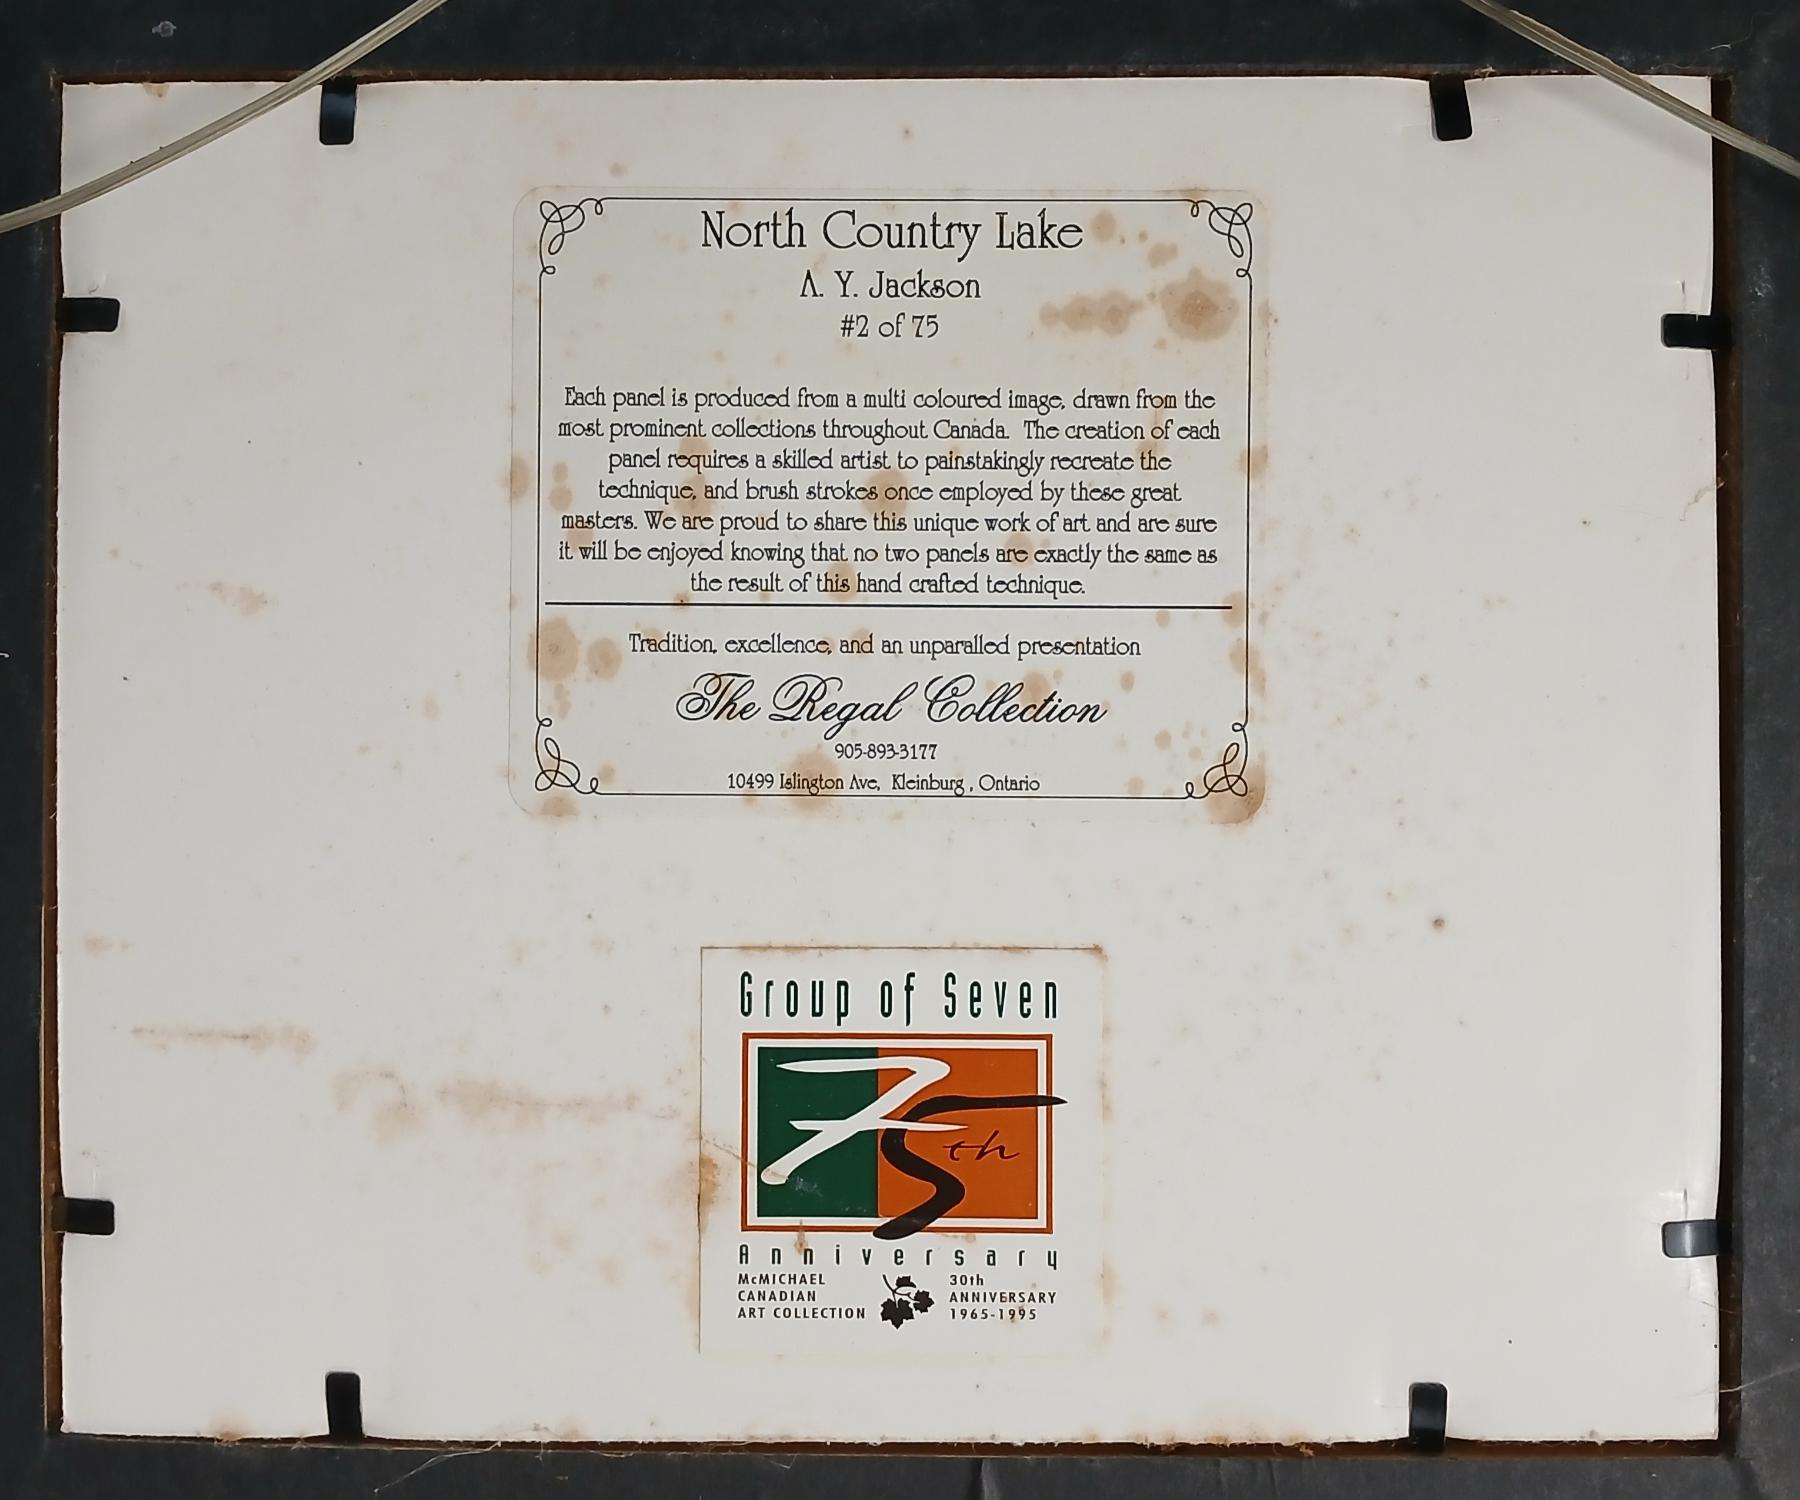 North Country Lake
A. Y. Jackson
#2 of 75
Each panel is produced from a multi coloured image, drawn from the
most prominent collections throughout Canada. The creation of each
panel requires a skilled artist to painstakingly recreate the
technique, and brush strokes once employed by these great
masters. We are proud to share this unique work of art and are sure
it will be enjoyed knowing that no two panels are exactly the same as
the result of this hand crafted technique.
Tradition, excellence, and an unparalled presentation
The Regal Collection
905-893-3177
10499 Islington Ave, Kleinburg , Ontario
Group of Seven
75th
Anniversary
McMICHAEL
CANADIAN
ART COLLECTION
30th
ANNIVERSARY
1965-1995